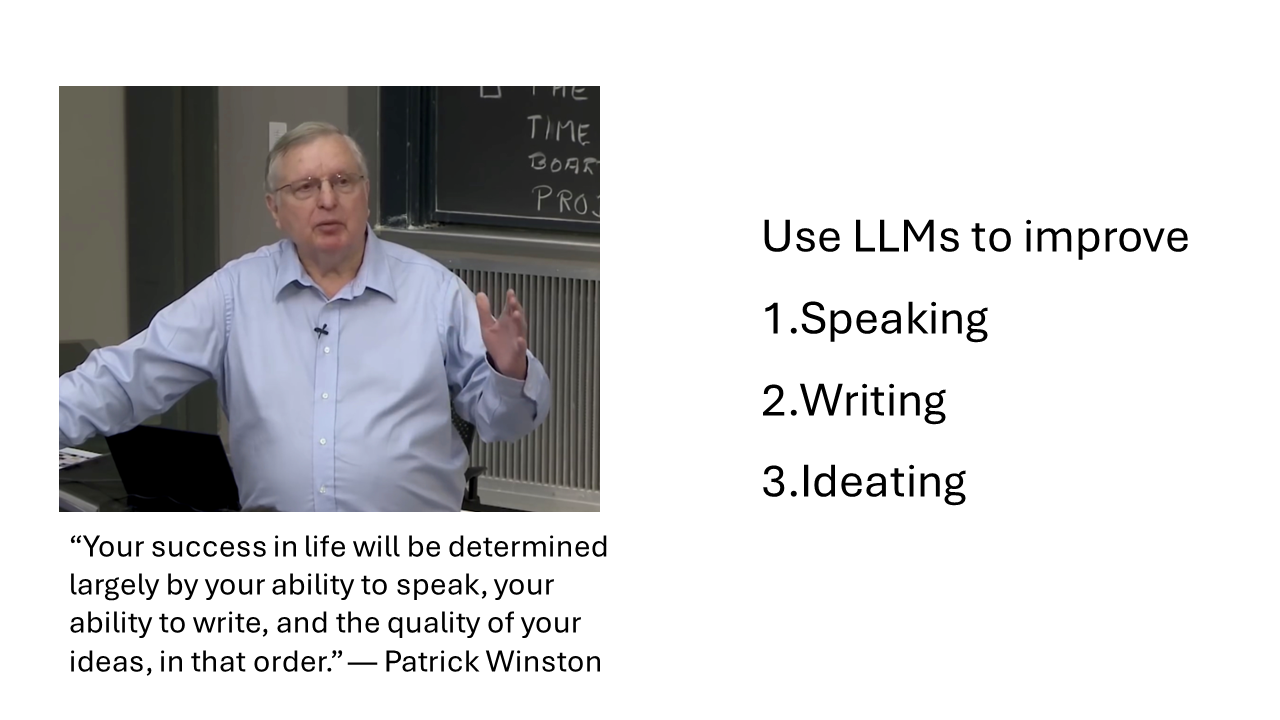 THE
TIME
“Your success in life will be determined
largely by your ability to speak, your
ability to write, and the quality of your
ideas, in that order.” — Patrick Winston
Use LLMs to improve
1.Speaking
2.Writing
3.Ideating